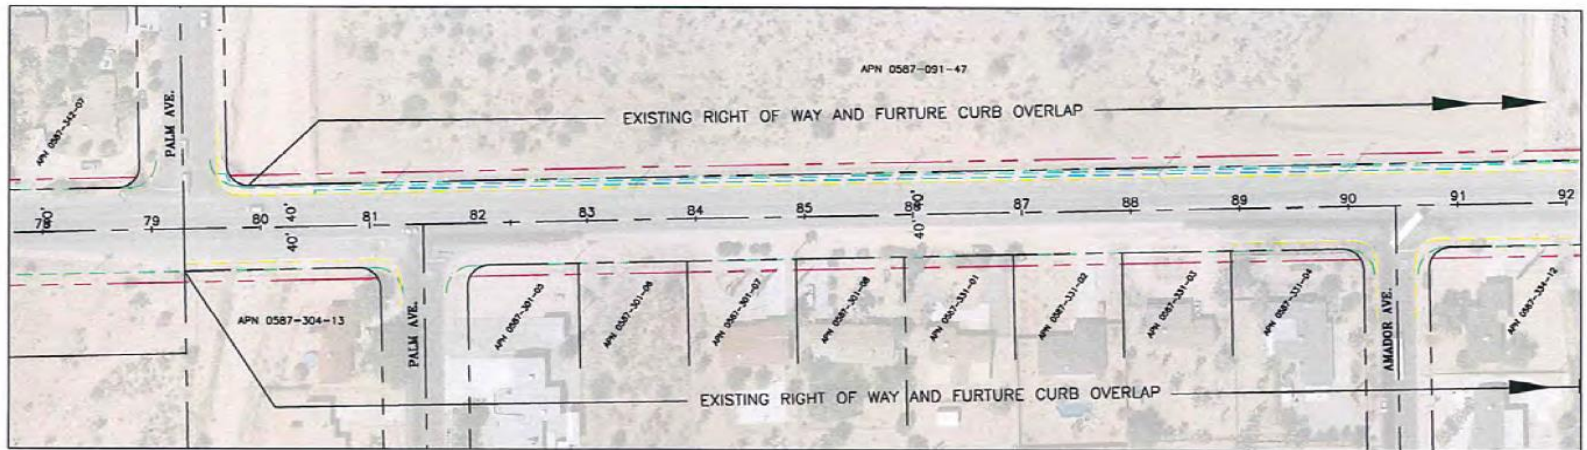 APN 0587-091-47
EXISTING RIGHT OF WAY AND FURTURE CURB OVERLAP
APN 0587-342-07
PALM AVE.
79
80
81
82
83
84
85
87
88
89
90
91
92
40'
40'
40'
APN 0587-304-13
PALM AVE.
APN 0587-301-05
APN 0587-301-06
APN 0587-301-07
APN 0587-301-08
APN 0587-331-01
APN 0587-331-02
APN 0587-331-03
APN 0587-331-04
AMADOR AVE.
APN 0587-334-12
EXISTING RIGHT OF WAY AND FURTURE CURB OVERLAP